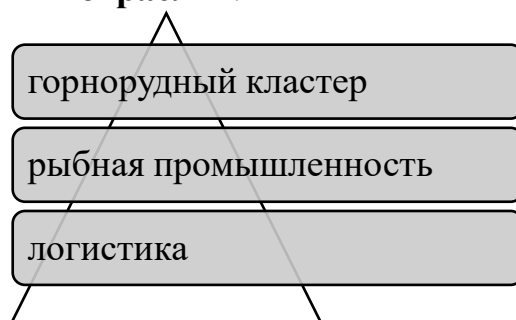 горнорудный кластер
рыбная промышленность
логистика